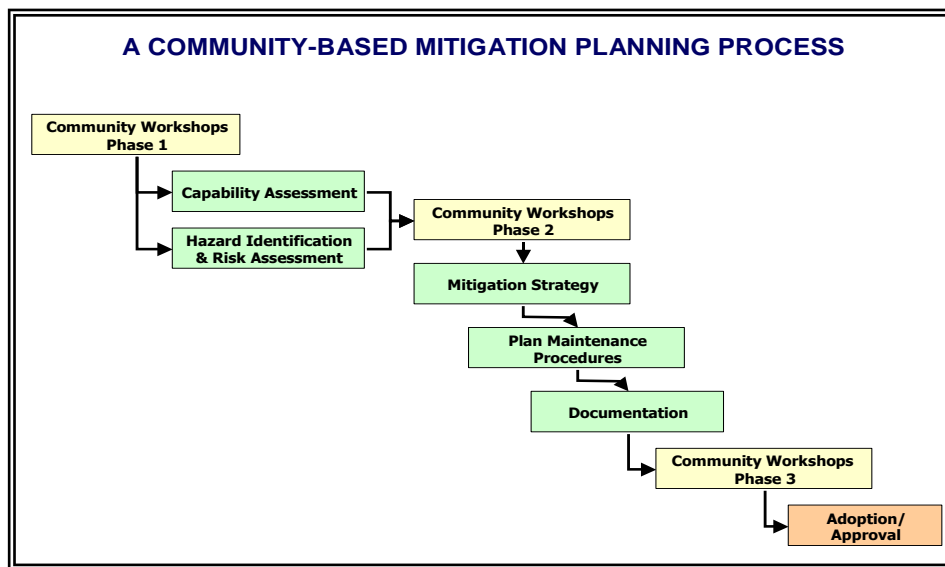 A COMMUNITY-BASED MITIGATION PLANNING PROCESS
Community Workshops
Phase 1
Capability Assessment
Hazard Identification
& Risk Assessment
Community Workshops
Phase 2
Mitigation Strategy
Plan Maintenance
Procedures
Documentation
Community Workshops
Phase 3
Adoption/
Approval